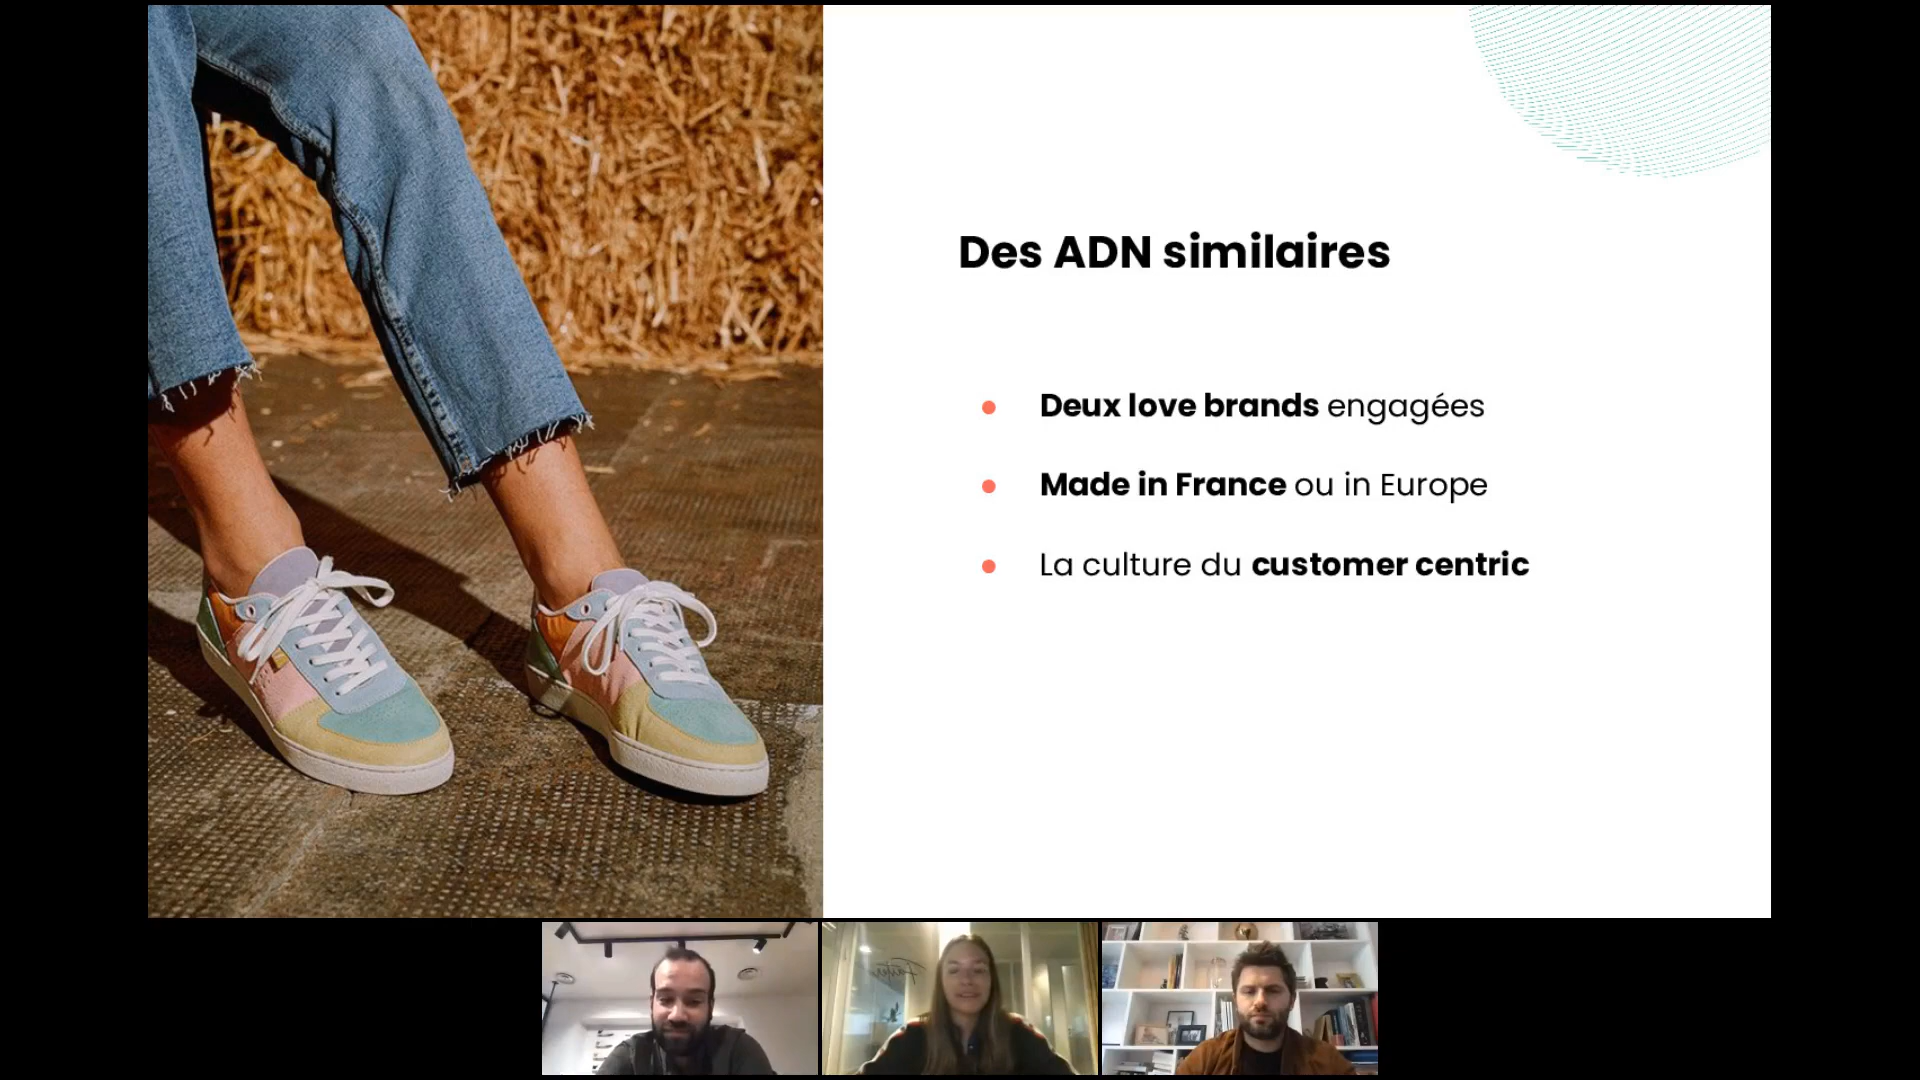 Des ADN similaires
Deux love brands engagées
Made in France ou in Europe
La culture du customer centric